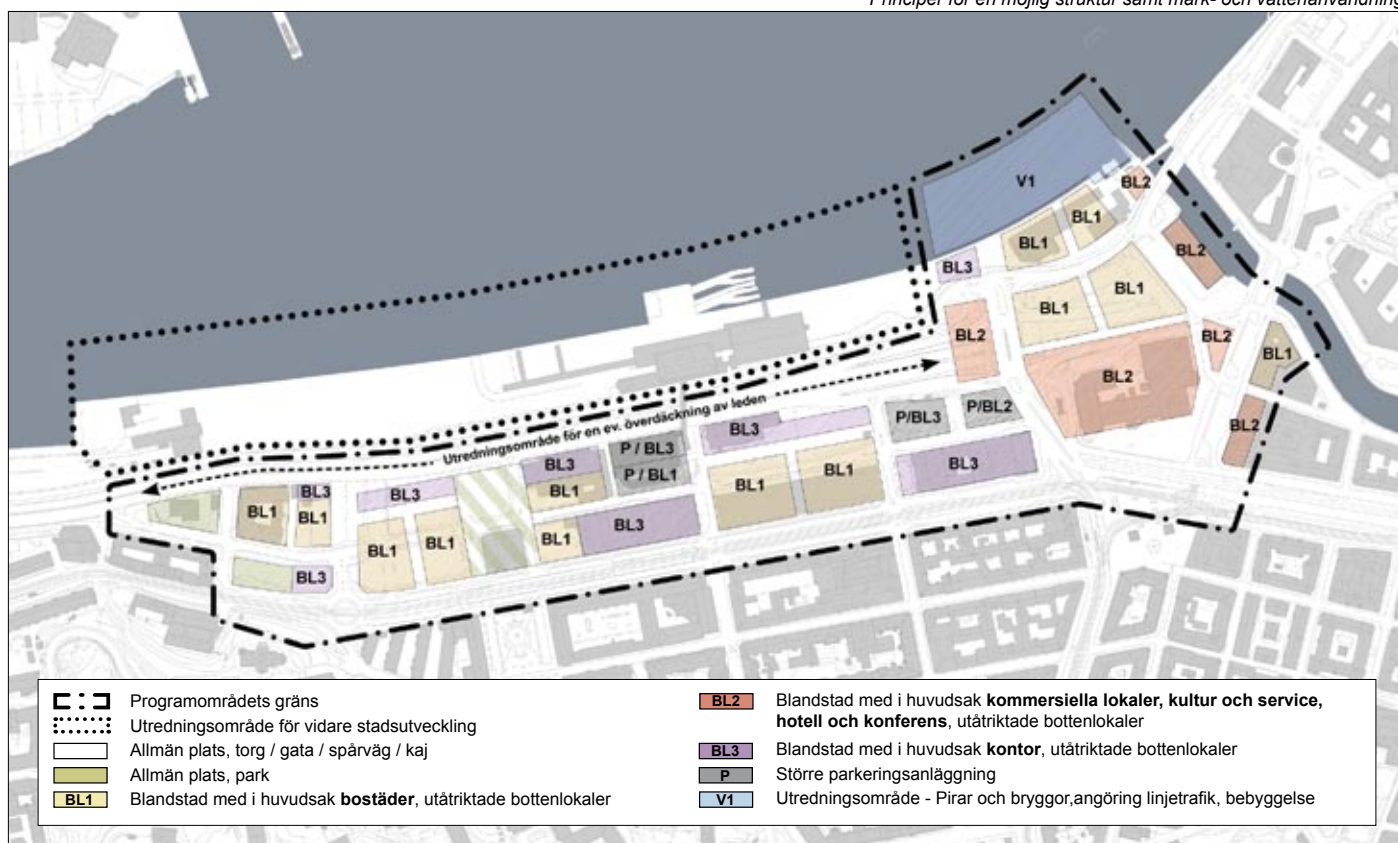 Principer för en möjlig struktur samt mark- och vattenanvändning
V1
BL2
BL1
BL1
BL2
BL3
BL1
BL1
BL2
BL2
BL1
BL2
BL2
P/BL3
P/BL2
Utredningsområde för en ev. överdäckning av leden
BL3
P / BL3
BL3
BL3
P / BL1
BL1
BL1
BL3
BL3
BL1
BL1
BL3
BL1
BL1
BL1
BL1
BL3
BL3
Programområdets gräns
Utredningsområde för vidare stadsutveckling
Allmän plats, torg / gata / spårväg / kaj
Allmän plats, park
BL1 Blandstad med i huvudsak bostäder, utåtriktade bottenlokaler
BL2 Blandstad med i huvudsak kommersiella lokaler, kultur och service,
hotell och konferens, utåtriktade bottenlokaler
BL3 Blandstad med i huvudsak kontor, utåtriktade bottenlokaler
P Större parkeringsanläggning
V1 Utredningsområde - Pirar och bryggor,angöring linjetrafik, bebyggelse